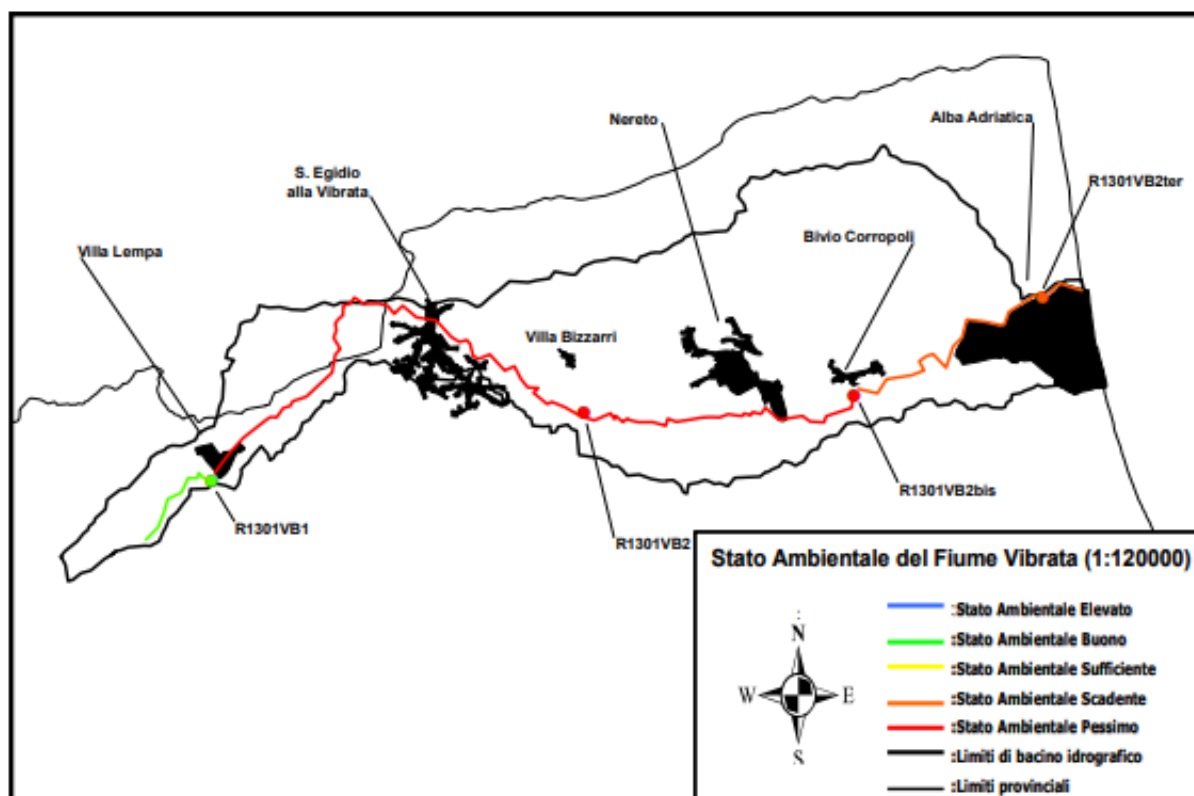 Nereto
Alba Adriatica
S. Egidio
alla Vibrata
R1301VB2ter
Villa Lempa
Bivio Corropoli
Villa Bizzarri
R1301VB2bis
R1301VB1
R1301VB2
Stato Ambientale del Fiume Vibrata (1:120000)
:Stato Ambientale Elevato
:Stato Ambientale Buono
:Stato Ambientale Sufficiente
:Stato Ambientale Scadente
:Stato Ambientale Pessimo
:Limiti di bacino idrografico
:Limiti provinciali
:
N
W
E
S